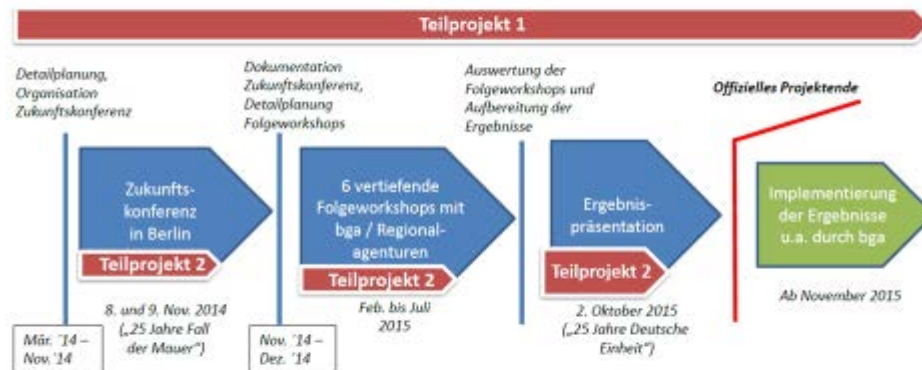 Teilprojekt 1
Detailplanung,
Organisation
Zukunftskonferenz
Dokumentation
Zukunftskonferenz,
Detailplanung
Folgeworkshops
Auswertung der
Folgeworkshops und
Aufbereitung der
Ergebnisse
Offizielles Projektende
Zukunfts-
konferenz
in Berlin
Teilprojekt 2
6 vertiefende
Folgeworkshops mit
bga / Regional-
agenturen
Teilprojekt 2
Ergebnis-
präsentation
Teilprojekt 2
Implementierung
der Ergebnisse
u.a. durch bga
8. und 9. Nov. 2014
(„25 Jahre Fall
der Mauer“)
Feb. bis Juli
2015
2. Oktober 2015
(„25 Jahre Deutsche
Einheit“)
Ab November 2015
Mär. ’14 –
Nov. ’14
Nov. ’14 –
Dez. ’14